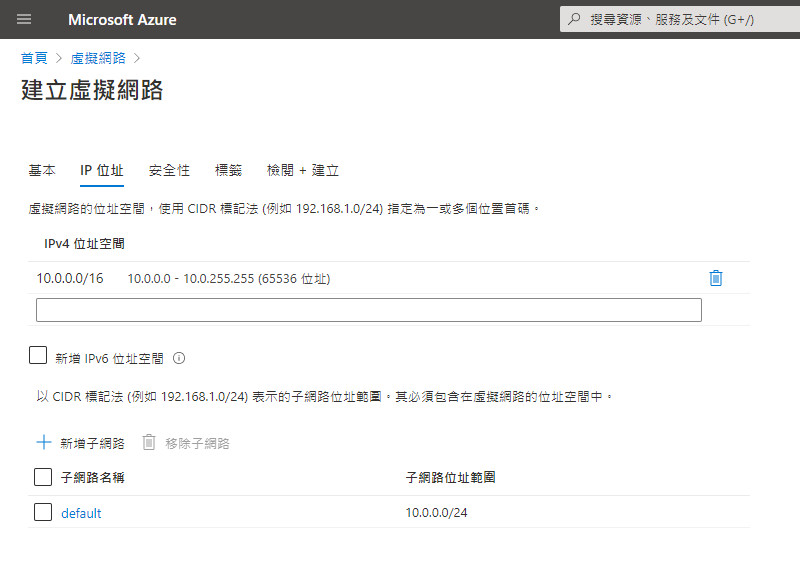 Microsoft Azure
搜尋資源、服務及文件 (G+/)
首頁 > 虛擬網路 >
建立虛擬網路
基本 IP 位址 安全性 標籤 檢閱 + 建立
虛擬網路的位址空間，使用 CIDR 標記法 (例如 192.168.1.0/24) 指定為一或多個位置首碼。
IPv4 位址空間
10.0.0.0/16 10.0.0.0 - 10.0.255.255 (65536 位址)
新增 IPv6 位址空間
以 CIDR 標記法 (例如 192.168.1.0/24) 表示的子網路位址範圍。其必須包含在虛擬網路的位址空間中。
新增子網路 移除子網路
子網路名稱 子網路位址範圍
default 10.0.0.0/24